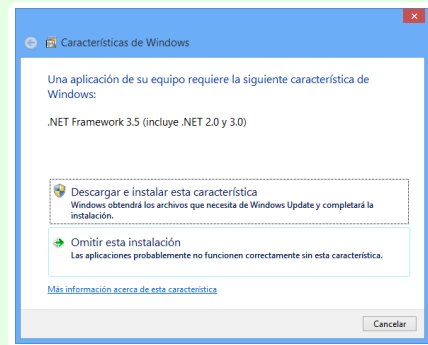 Características de Windows
Una aplicación de su equipo requiere la siguiente característica de
Windows:
.NET Framework 3.5 (incluye .NET 2.0 y 3.0)
Descargar e instalar esta característica
Windows obtendrá los archivos que necesita de Windows Update y completará la
instalación.
Omitir esta instalación
Las aplicaciones probablemente no funcionen correctamente sin esta característica.
Más información acerca de esta característica
Cancelar